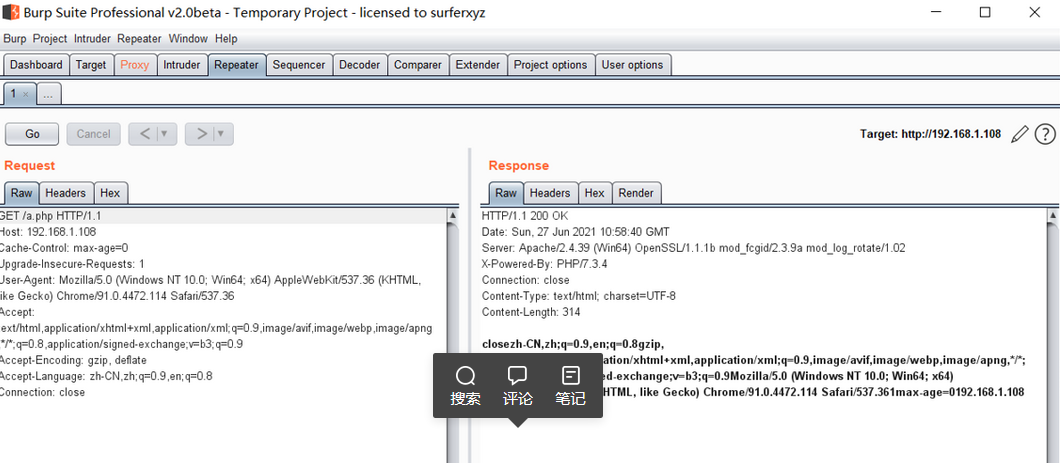 Burp Suite Professional v2.0beta - Temporary Project - licensed to surferxyz
Burp Project Intruder Repeater Window Help
Dashboard Target Proxy Intruder Repeater Sequencer Decoder Comparer Extender Project options User options
1 × ...
Go Cancel < > Target: http://192.168.1.108 ?
Request
Raw Headers Hex
GET /a.php HTTP/1.1
Host: 192.168.1.108
Cache-Control: max-age=0
Upgrade-Insecure-Requests: 1
User-Agent: Mozilla/5.0 (Windows NT 10.0; Win64; x64) AppleWebKit/537.36 (KHTML,
like Gecko) Chrome/91.0.4472.114 Safari/537.36
Accept:
ext/html,application/xhtml+xml,application/xml;q=0.9,image/avif,image/webp,image/apng
,*/*;q=0.8,application/signed-exchange;v=b3;q=0.9
Accept-Encoding: gzip, deflate
Accept-Language: zh-CN,zh;q=0.9,en;q=0.8
Connection: close
Response
Raw Headers Hex Render
HTTP/1.1 200 OK
Date: Sun, 27 Jun 2021 10:58:40 GMT
Server: Apache/2.4.39 (Win64) OpenSSL/1.1.1b mod_fcgid/2.3.9a mod_log_rotate/1.02
X-Powered-By: PHP/7.3.4
Connection: close
Content-Type: text/html; charset=UTF-8
Content-Length: 314
closezh-CN,zh;q=0.9,en;q=0.8gzip,
ication/xhtml+xml,application/xml;q=0.9,image/avif,image/webp,image/apng,*/*;
ed-exchange;v=b3;q=0.9Mozilla/5.0 (Windows NT 10.0; Win64; x64)
HTML, like Gecko) Chrome/91.0.4472.114 Safari/537.361max-age=0192.168.1.108
搜索 评论 笔记